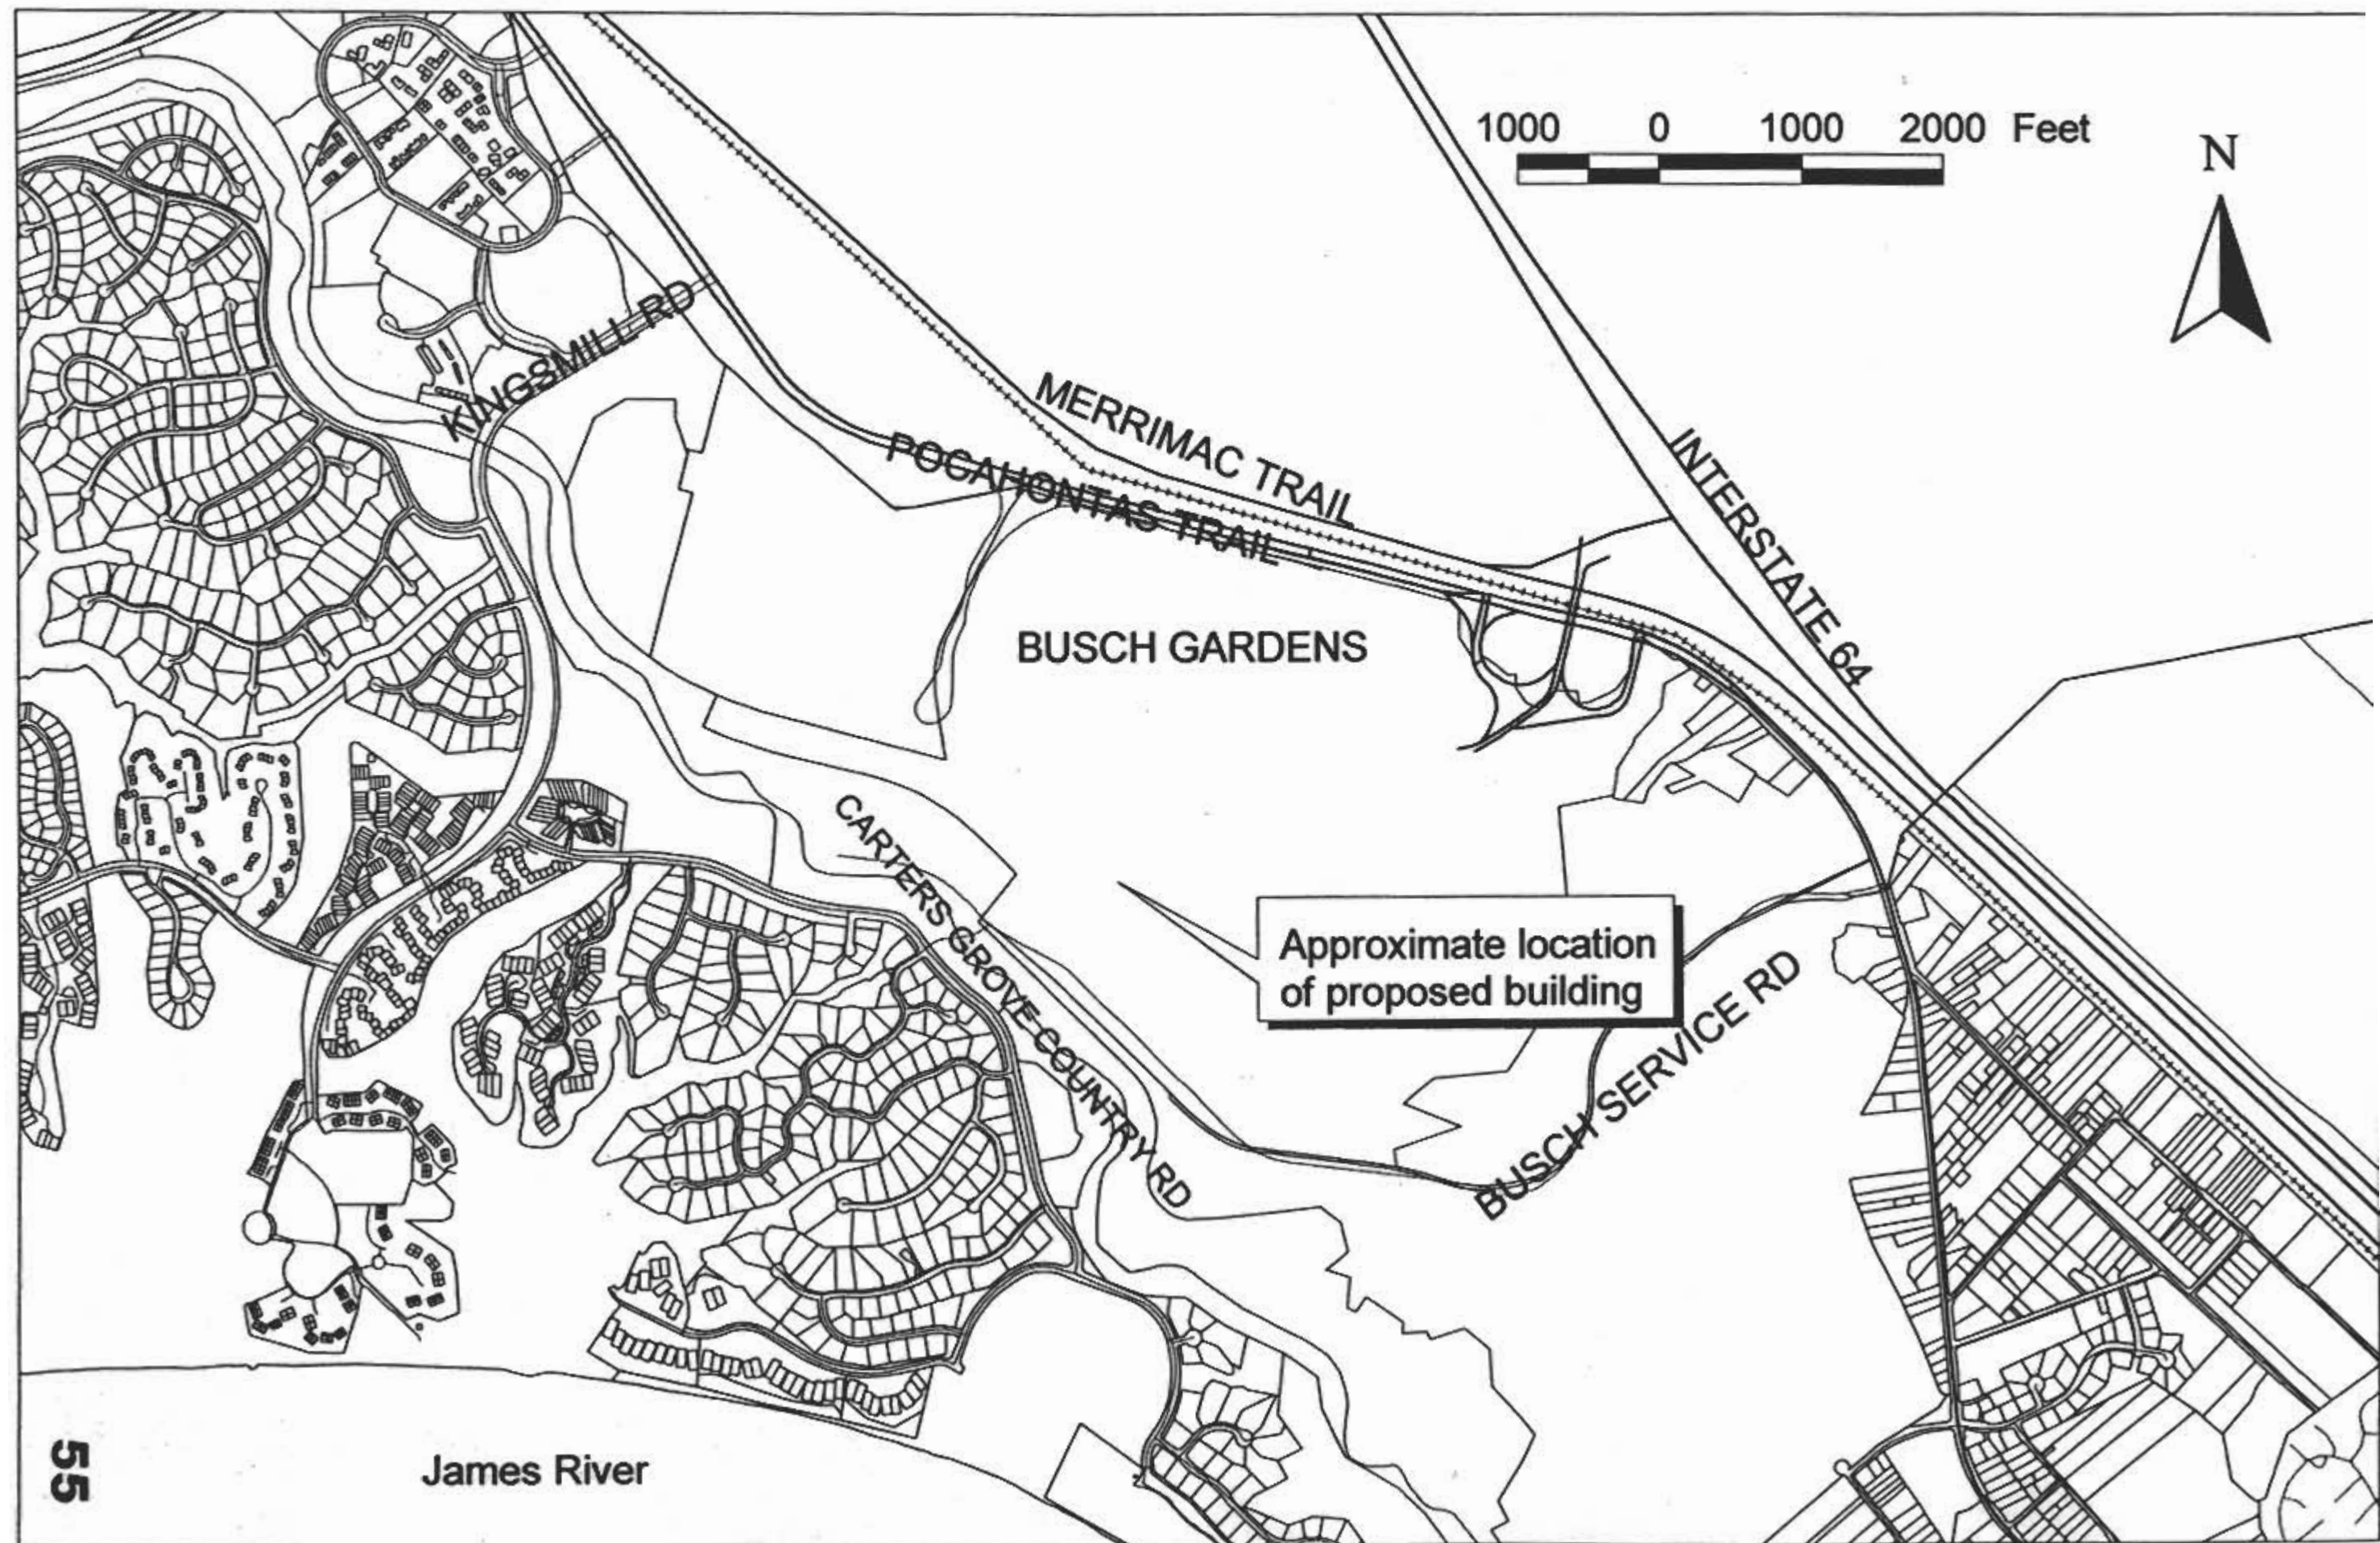 1000 0 1000 2000 Feet
N
KINGSMILL RD
MERRIMAC TRAIL
POCAHONTAS TRAIL
INTERSTATE 64
BUSCH GARDENS
CARTERS GROVE COUNTRY RD
Approximate location
of proposed building
BUSCH SERVICE RD
James River
55